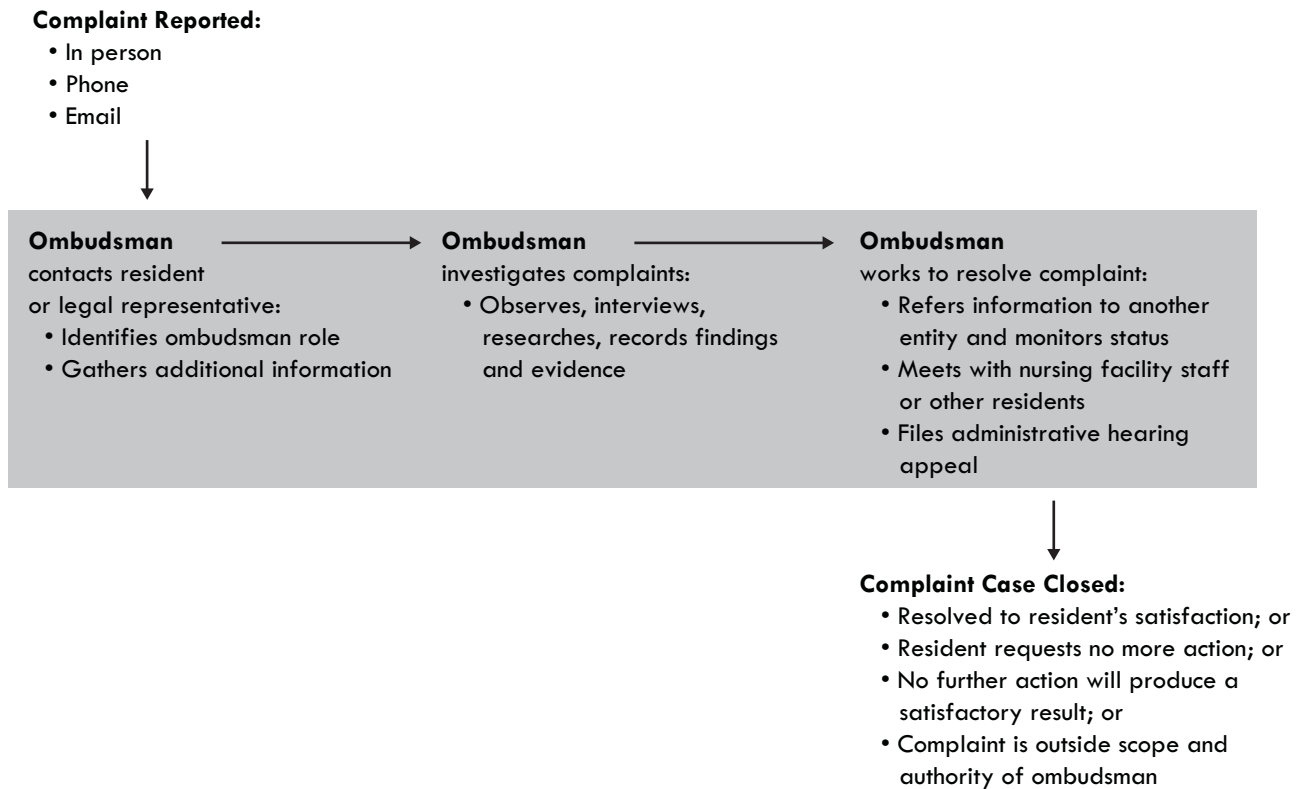 Complaint Reported:
• In person
• Phone
• Email
Ombudsman
contacts resident
or legal representative:
• Identifies ombudsman role
• Gathers additional information
Ombudsman
investigates complaints:
• Observes, interviews,
researches, records findings
and evidence
Ombudsman
works to resolve complaint:
• Refers information to another
entity and monitors status
• Meets with nursing facility staff
or other residents
• Files administrative hearing
appeal
Complaint Case Closed:
• Resolved to resident’s satisfaction; or
• Resident requests no more action; or
• No further action will produce a
satisfactory result; or
• Complaint is outside scope and
authority of ombudsman